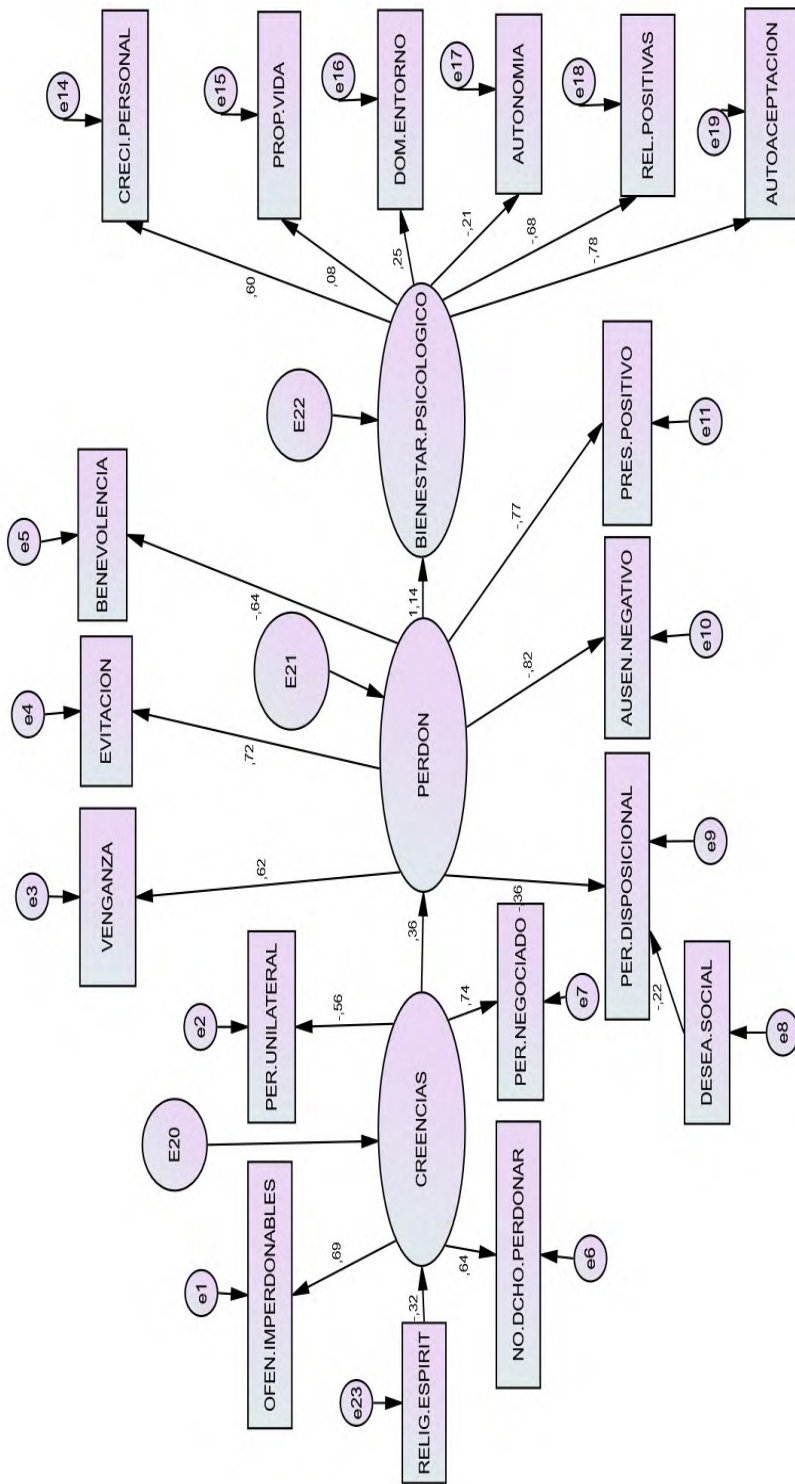 e1
OFEN.IMPERDONABLES
e23
RELIG.ESPIRIT
-,32
,69
,64
NO.DCHO.PERDONAR
e6
E20
CREENCIAS
e2
PER.UNILATERAL
-,56
,74
PER.NEGOCIADO
e7
,36
e3
VENGANZA
,62
e4
EVITACION
,72
e5
BENEVOLENCIA
-,64
E21
PERDON
-,36
PER.DISPOSICIONAL
e9
-,22
DESEA.SOCIAL
e8
-,82
AUSEN.NEGATIVO
e10
-,77
PRES.POSITIVO
e11
1,14
E22
BIENESTAR.PSICOLOGICO
,60
CRECI.PERSONAL
e14
,08
PROP.VIDA
e15
,25
DOM.ENTORNO
e16
-,21
AUTONOMIA
e17
-,68
REL.POSITIVAS
e18
-,78
AUTOACEPTACION
e19